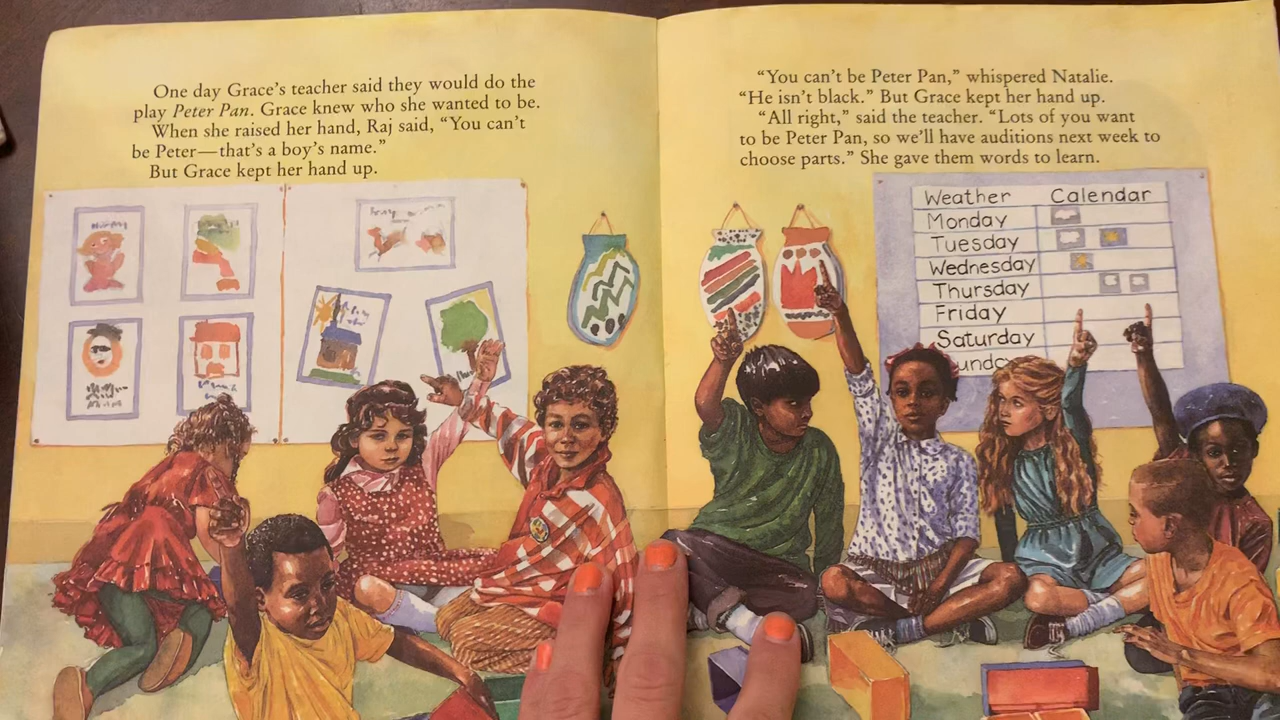 One day Grace's teacher said they would do the
play Peter Pan. Grace knew who she wanted to be.
When she raised her hand, Raj said, “You can't
be Peter—that's a boy's name.”
But Grace kept her hand up.
“You can't be Peter Pan,” whispered Natalie.
“He isn't black.” But Grace kept her hand up.
“All right,” said the teacher. “Lots of you want
to be Peter Pan, so we'll have auditions next week to
choose parts.” She gave them words to learn.
Weather Calendar
Monday
Tuesday
Wednesday
Thursday
Friday
Saturday